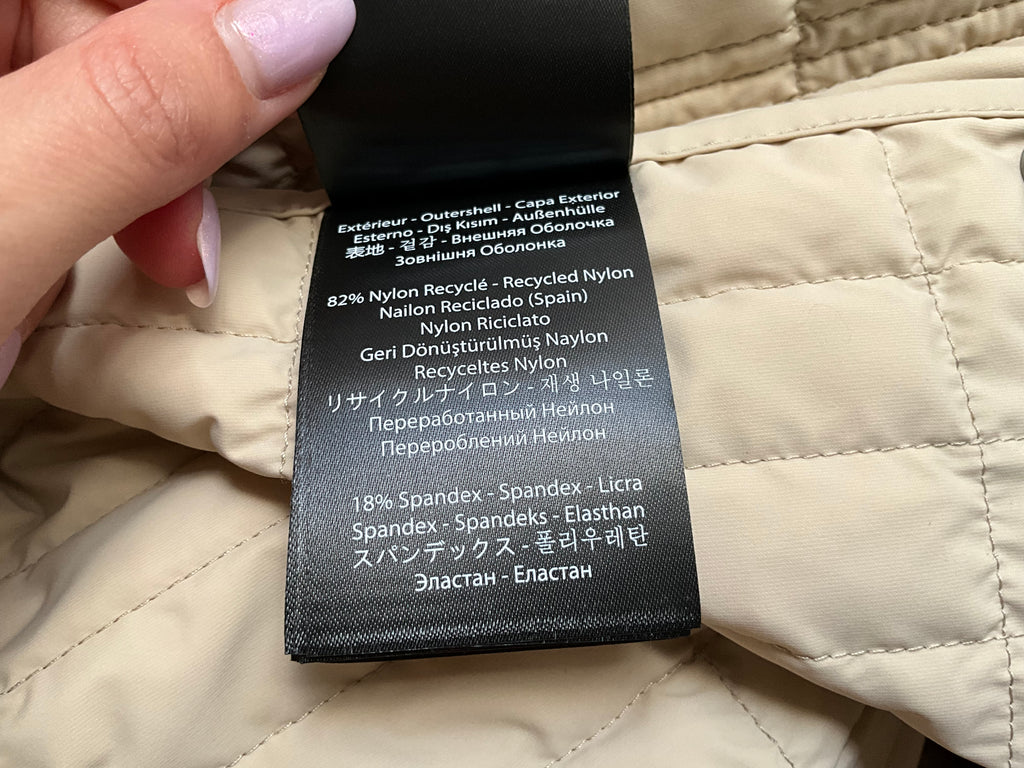 Extérieur - Outershell - Capa Exterior
Esterno - Dış Kısım - Außenhülle
表地 - 겉감 - Внешняя Оболочка
Зовнішня Оболонка
82% Nylon Recyclé - Recycled Nylon
Nailon Reciclado (Spain)
Nylon Riciclato
Geri Dönüştürülmüş Naylon
Recyceltes Nylon
リサイクルナイロン - 재생 나일론
Переработанный Нейлон
Перероблений Нейлон
18% Spandex - Spandex - Licra
Spandex - Spandeks - Elasthan
スパンデックス - 폴리우레탄
Эластан - Еластан